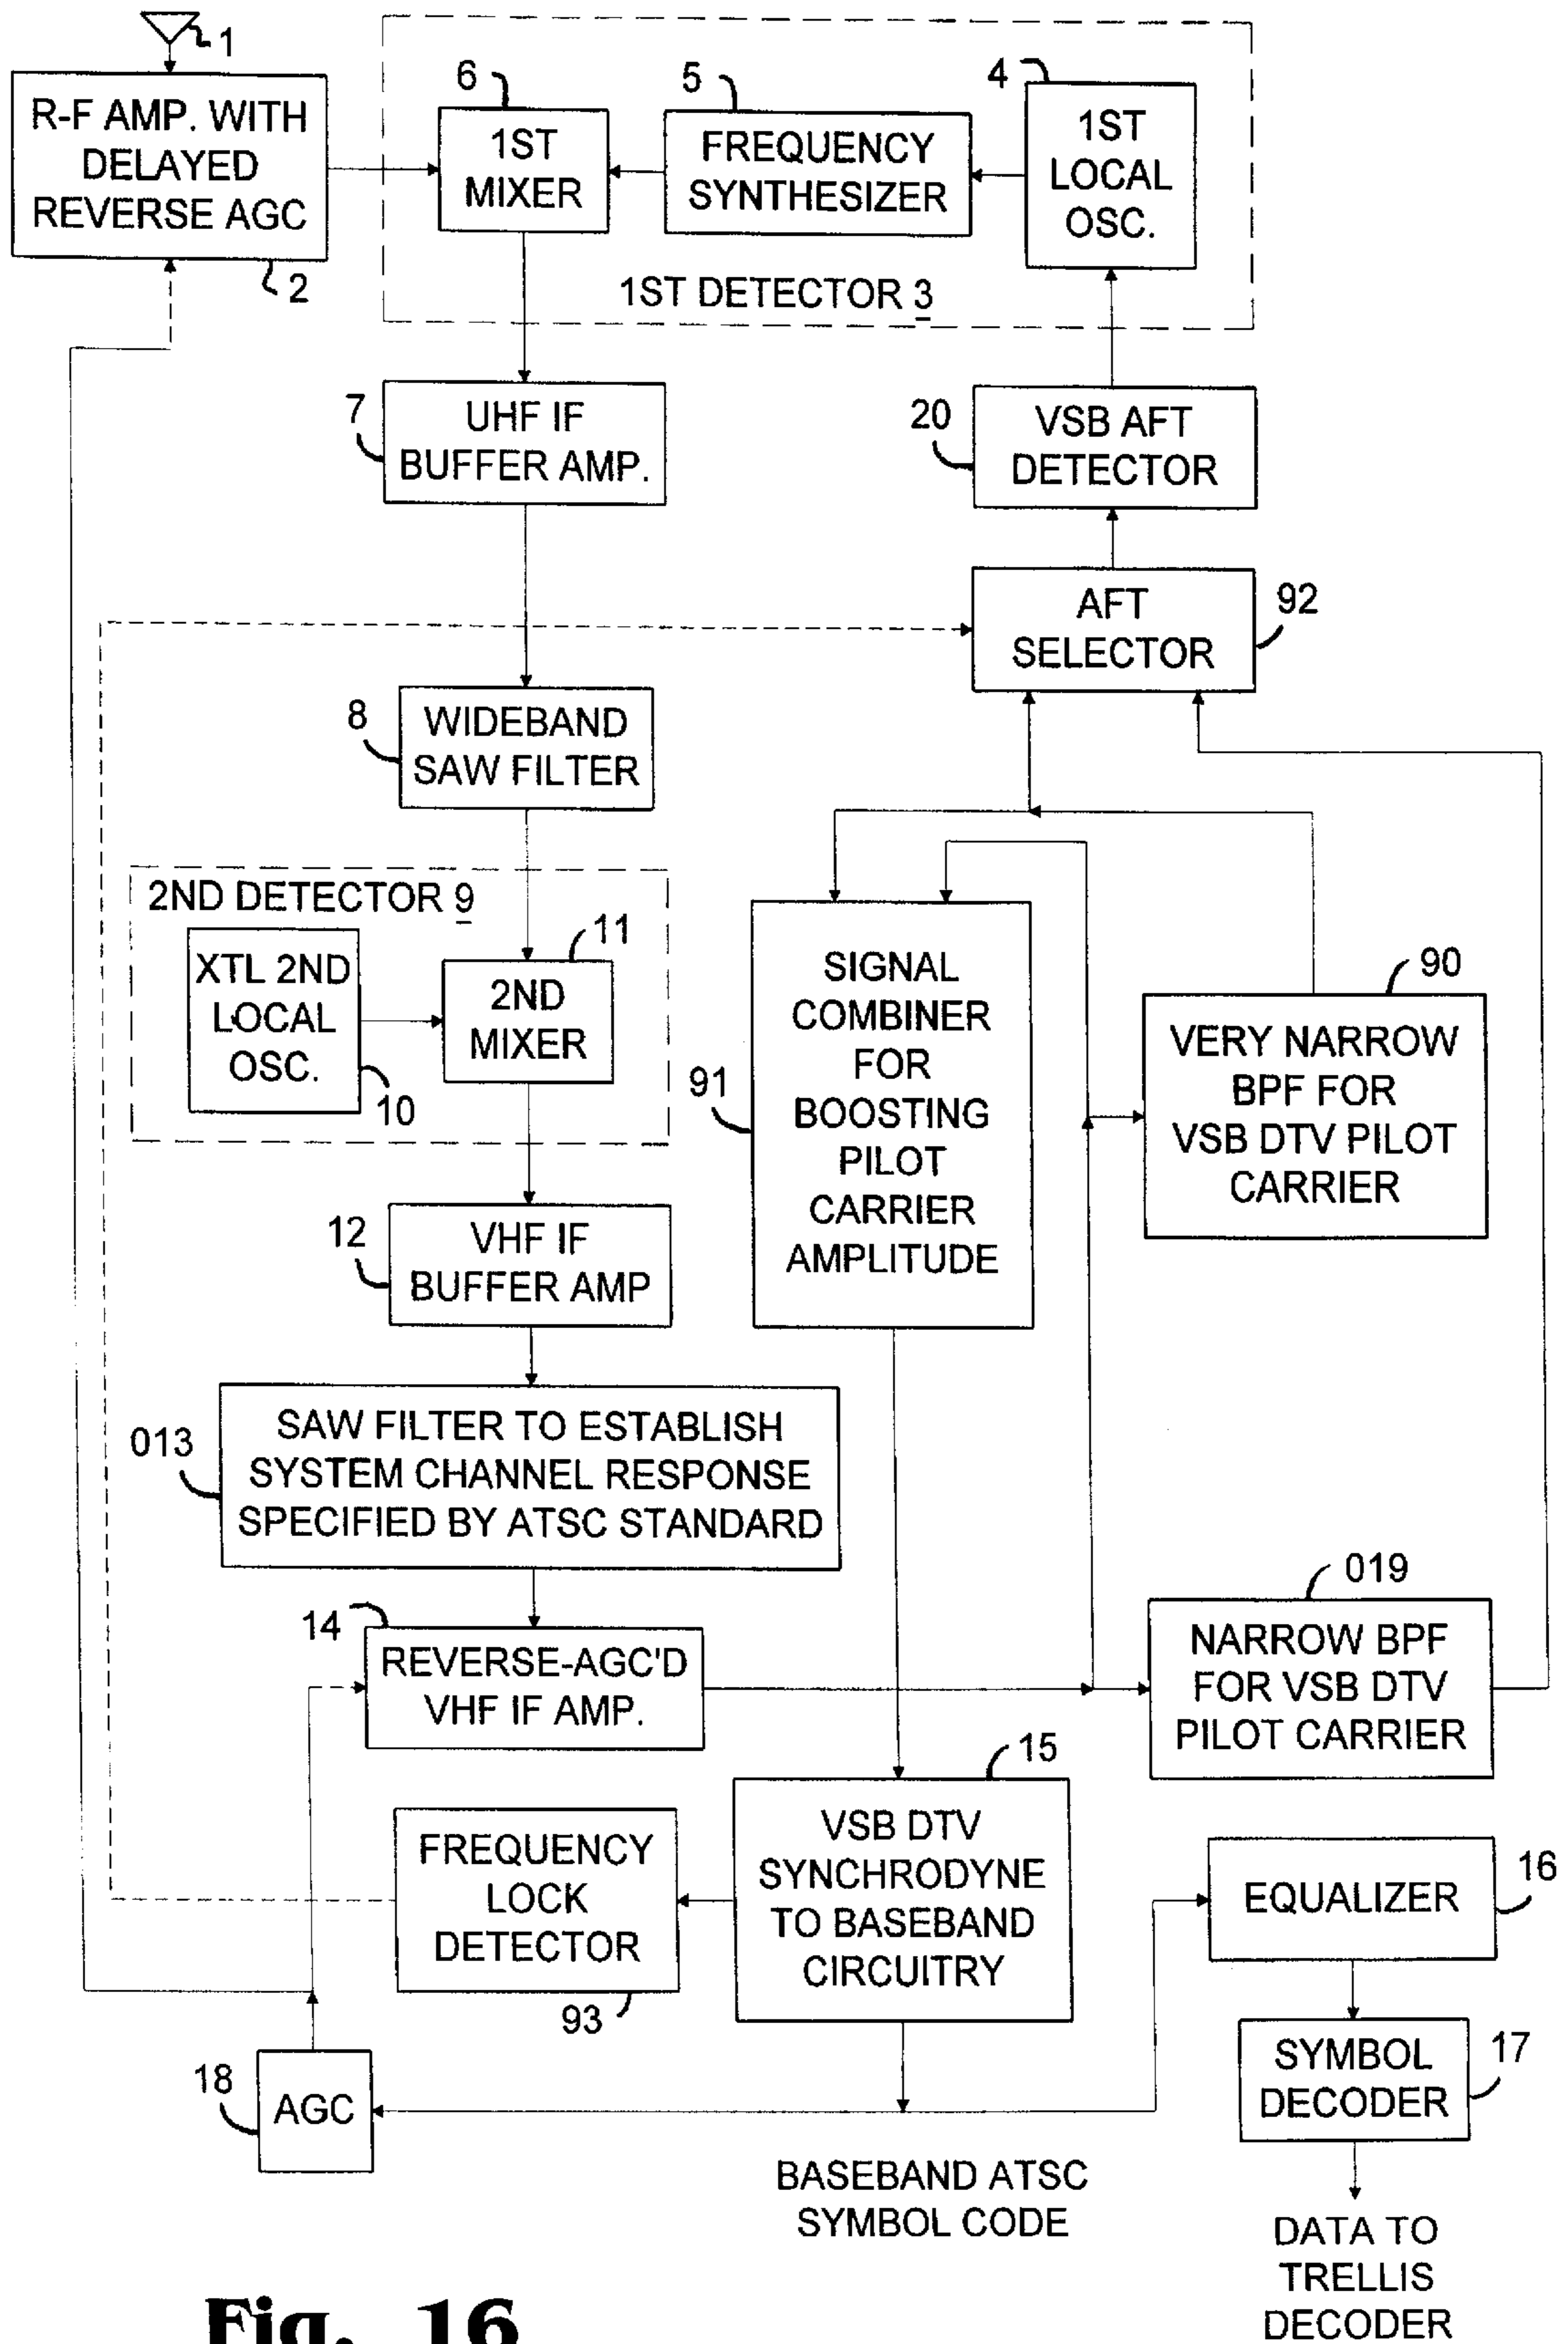 1
R-F AMP. WITH
DELAYED
REVERSE AGC
2
6
1ST
MIXER
5
FREQUENCY
SYNTHESIZER
4
1ST
LOCAL
OSC.
1ST DETECTOR 3
7
UHF IF
BUFFER AMP.
20
VSB AFT
DETECTOR
AFT
SELECTOR
92
8
WIDEBAND
SAW FILTER
2ND DETECTOR 9
XTL 2ND
LOCAL
OSC.
10
11
2ND
MIXER
91
SIGNAL
COMBINER
FOR
BOOSTING
PILOT
CARRIER
AMPLITUDE
90
VERY NARROW
BPF FOR
VSB DTV PILOT
CARRIER
12
VHF IF
BUFFER AMP
013
SAW FILTER TO ESTABLISH
SYSTEM CHANNEL RESPONSE
SPECIFIED BY ATSC STANDARD
14
REVERSE-AGC'D
VHF IF AMP.
019
NARROW BPF
FOR VSB DTV
PILOT CARRIER
15
VSB DTV
SYNCHRODYNE
TO BASEBAND
CIRCUITRY
FREQUENCY
LOCK
DETECTOR
93
EQUALIZER
16
18
AGC
SYMBOL
DECODER
17
BASEBAND ATSC
SYMBOL CODE
DATA TO
TRELLIS
DECODER
Fig. 16